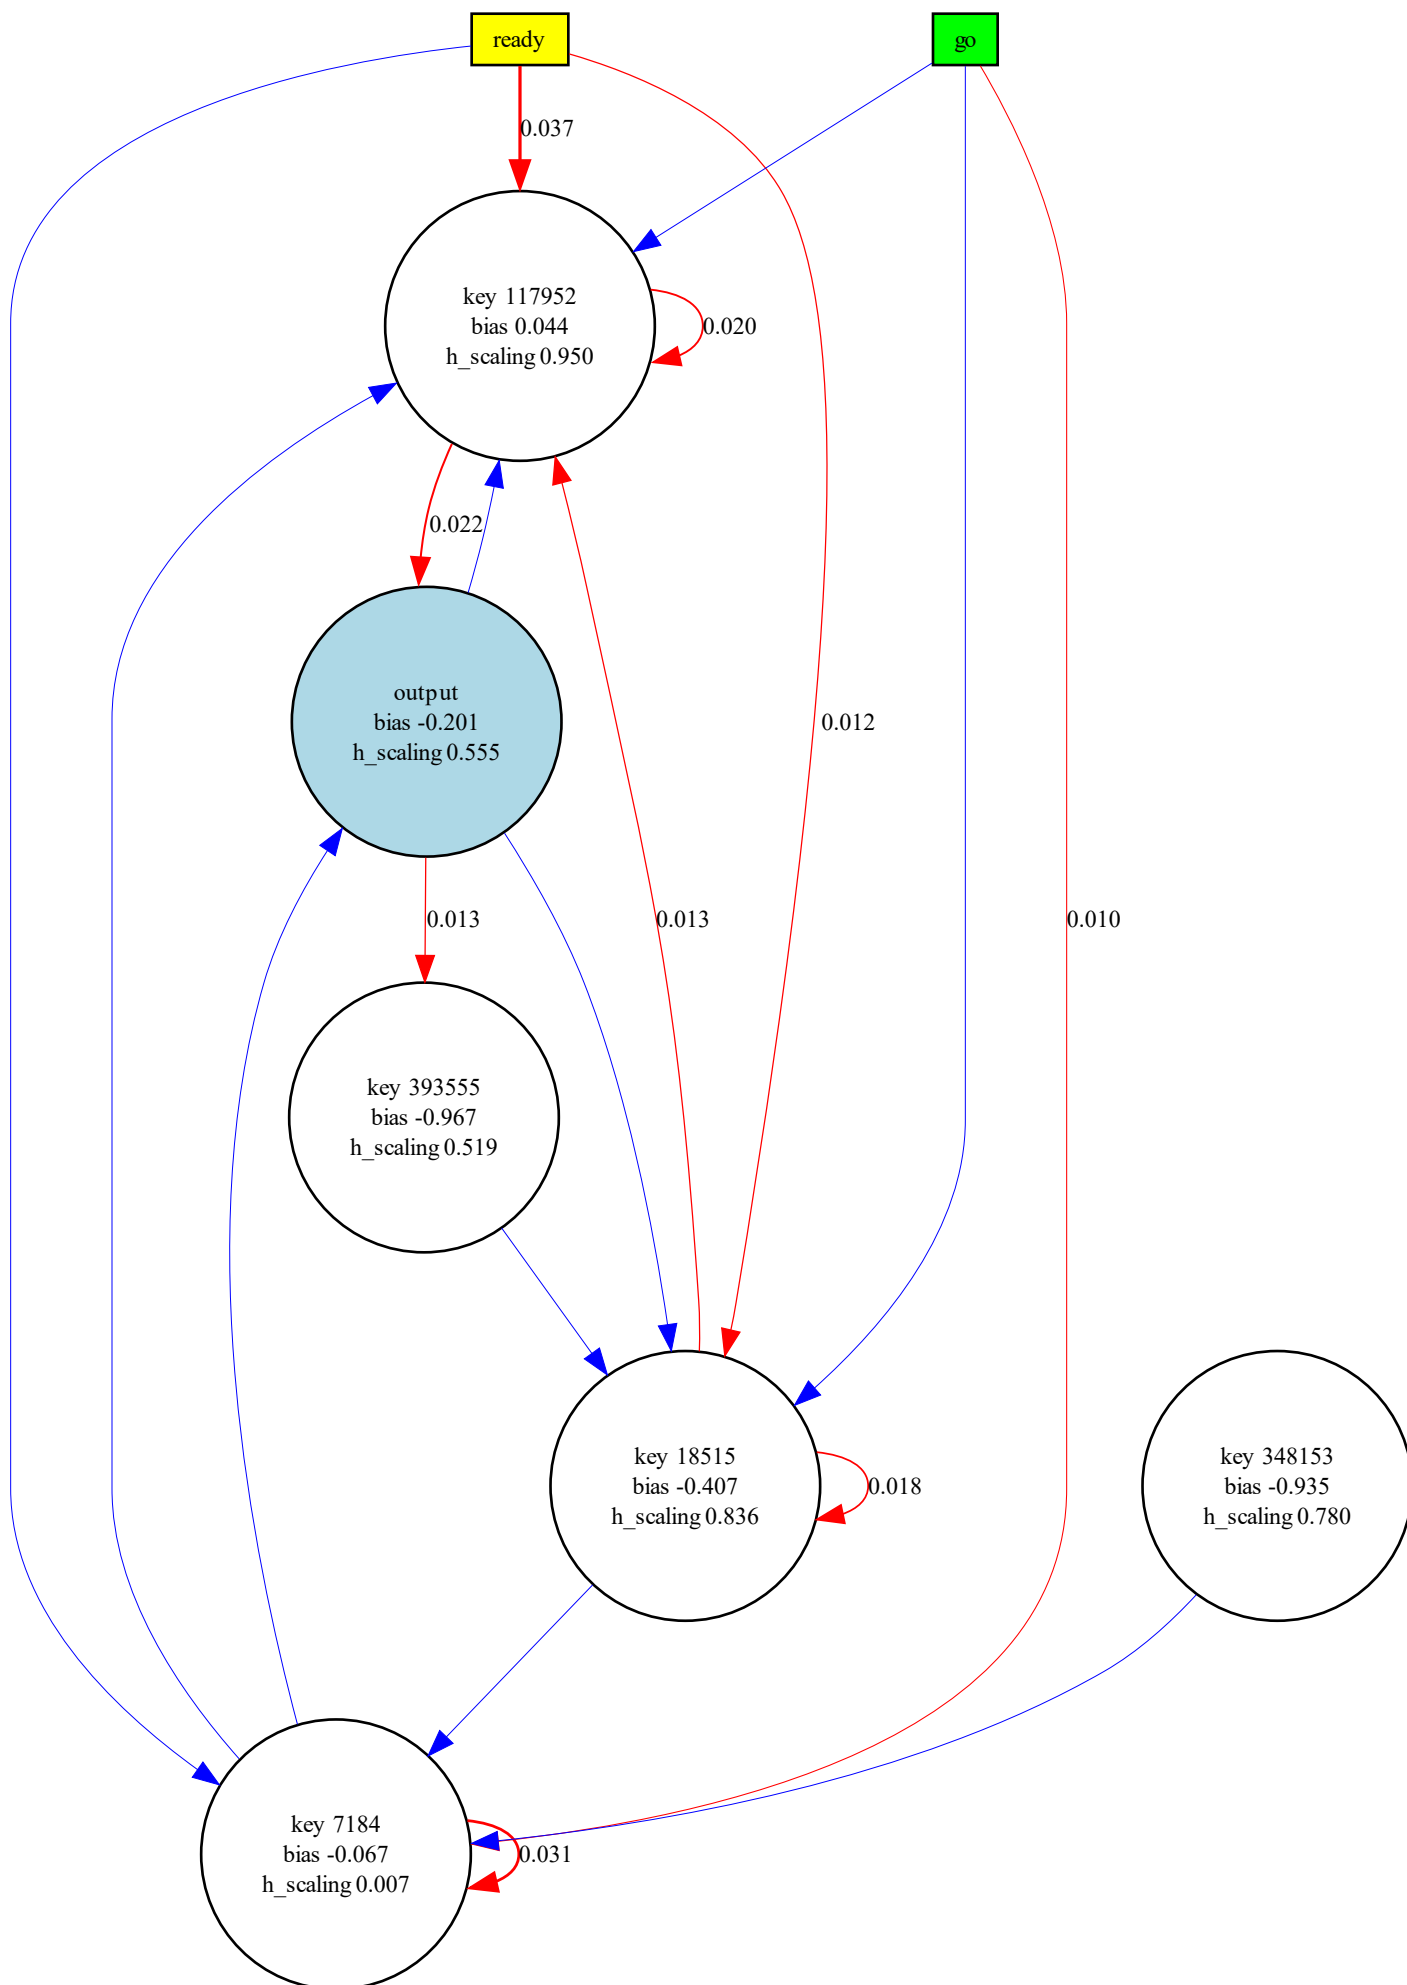 ready
go
0.037
key 117952
bias 0.044
h_scaling 0.950
0.020
0.022
output
bias -0.201
h_scaling 0.555
0.012
0.013
0.013
0.010
key 393555
bias -0.967
h_scaling 0.519
key 18515
bias -0.407
h_scaling 0.836
0.018
key 348153
bias -0.935
h_scaling 0.780
key 7184
bias -0.067
h_scaling 0.007
0.031